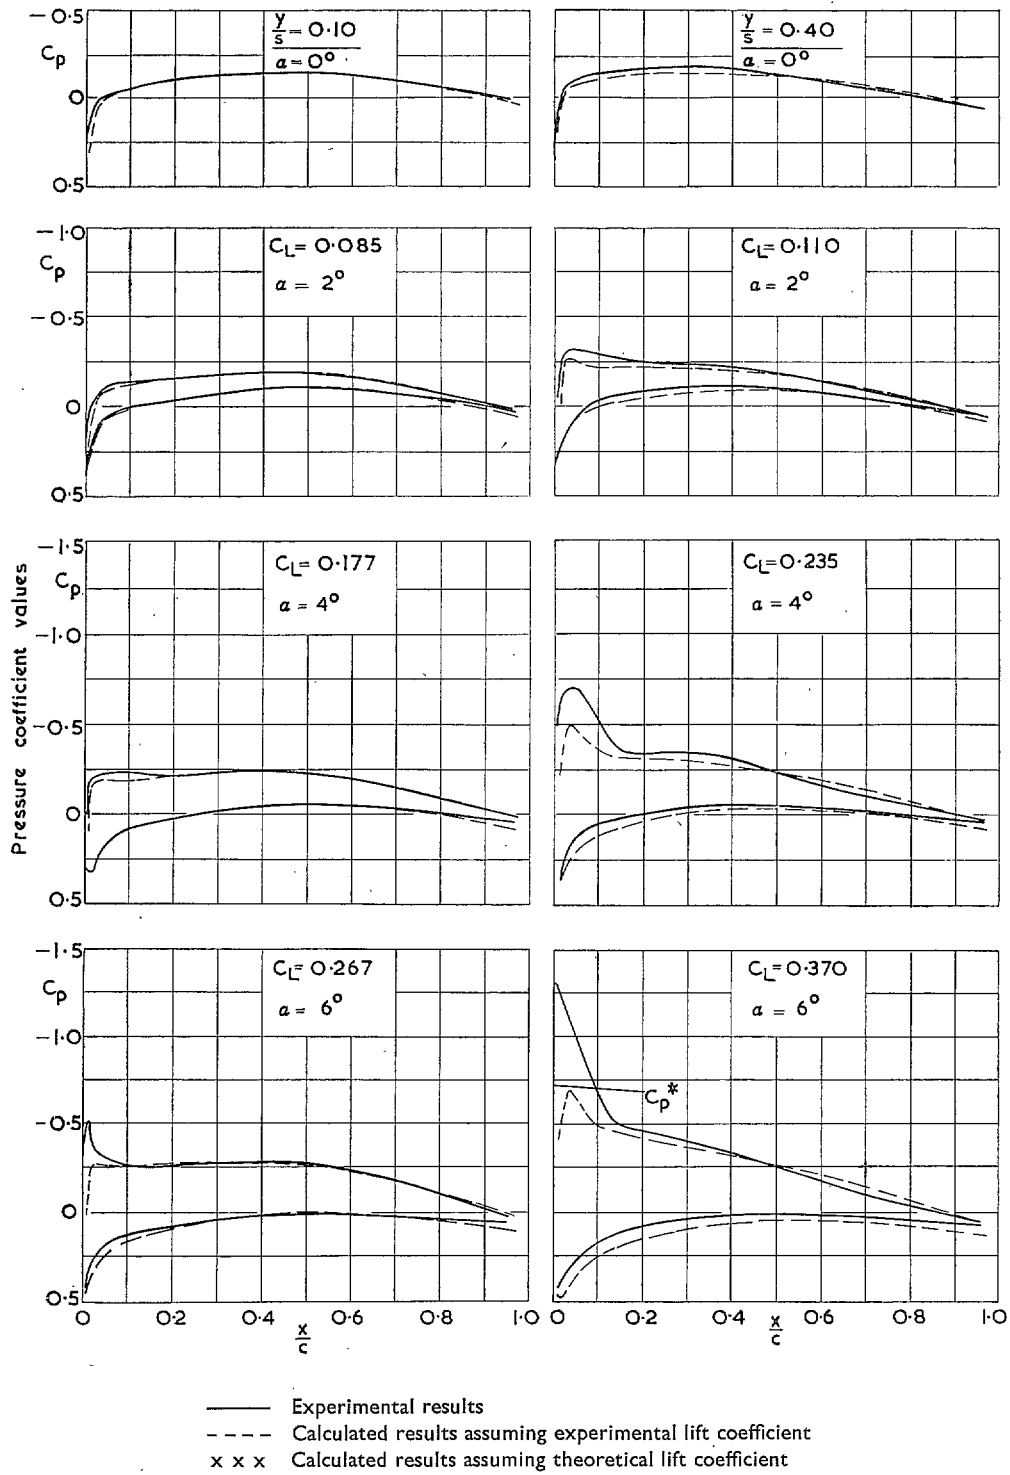 −0·5
Cp
0
0·5
y/s = 0·10
a = 0°
y/s = 0·40
a = 0°
−1·0
Cp
−0·5
0
0·5
CL = 0·085
a = 2°
CL = 0·110
a = 2°
Pressure coefficient values
−1·5
Cp
−1·0
−0·5
0
0·5
CL = 0·177
a = 4°
CL = 0·235
a = 4°
−1·5
Cp
−1·0
−0·5
0
0·5
CL = 0·267
a = 6°
CL = 0·370
a = 6°
Cp*
0 0·2 0·4 x/c 0·6 0·8 1·0
0 0·2 0·4 x/c 0·6 0·8 1·0
Experimental results
Calculated results assuming experimental lift coefficient
x x x Calculated results assuming theoretical lift coefficient